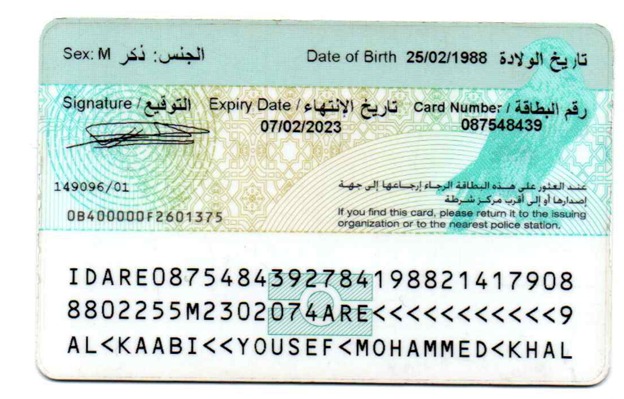 Sex: M الجنس: ذكر Date of Birth 25/02/1988 تاريخ الولادة
Signature / التوقيع Expiry Date / تاريخ الإنتهاء Card Number / رقم البطاقة
07/02/2023 087548439
149096/01
عند العثور على هذه البطاقة الرجاء إرجاعها إلى جهة
إصدارها أو إلى أقرب مركز شرطة
0B400000F2601375
If you find this card, please return it to the issuing
organization or to the nearest police station.
IDARE0875484392784198821417908
8802255M2302074ARE<<<<<<<<<<<9
AL<KAABI<<YOUSEF<MOHAMMED<KHAL